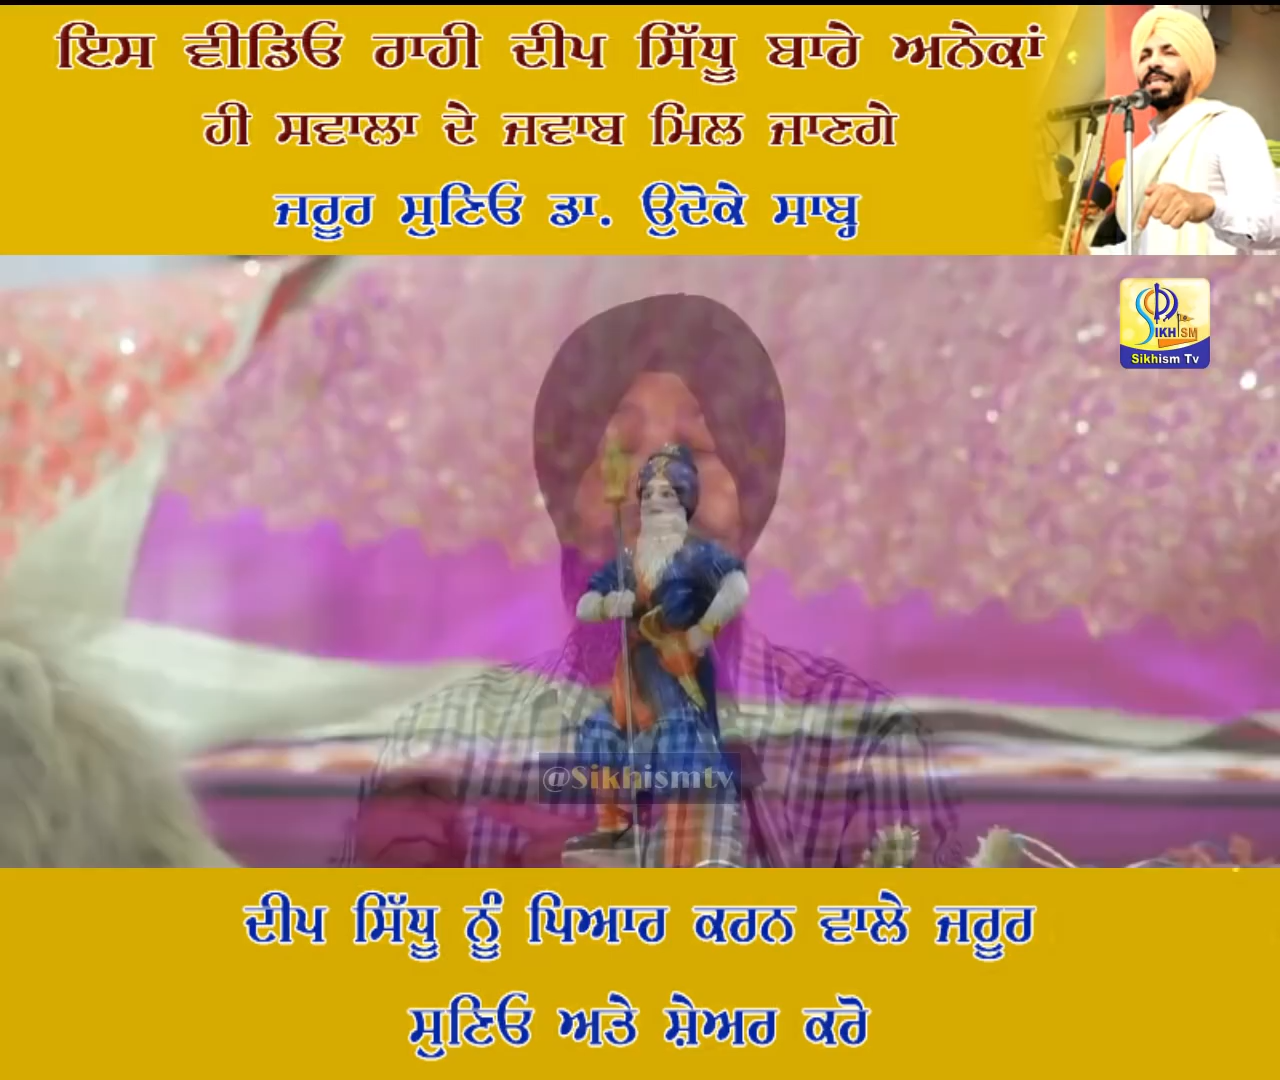 ਇਸ ਵੀਡਿਓ ਰਾਹੀ ਦੀਪ ਸਿੱਧੂ ਬਾਰੇ ਅਨੇਕਾਂ
ਹੀ ਸਵਾਲਾ ਦੇ ਜਵਾਬ ਮਿਲ ਜਾਣਗੇ
ਜਰੂਰ ਸੁਣਿਓ ਡਾ. ਉਦੋਕੇ ਸਾਬ੍ਹ
SIKHISM
Sikhism Tv
@Sikhismtv
ਦੀਪ ਸਿੱਧੂ ਨੂੰ ਪਿਆਰ ਕਰਨ ਵਾਲੇ ਜਰੂਰ
ਸੁਣਿਓ ਅਤੇ ਸ਼ੇਅਰ ਕਰੋ